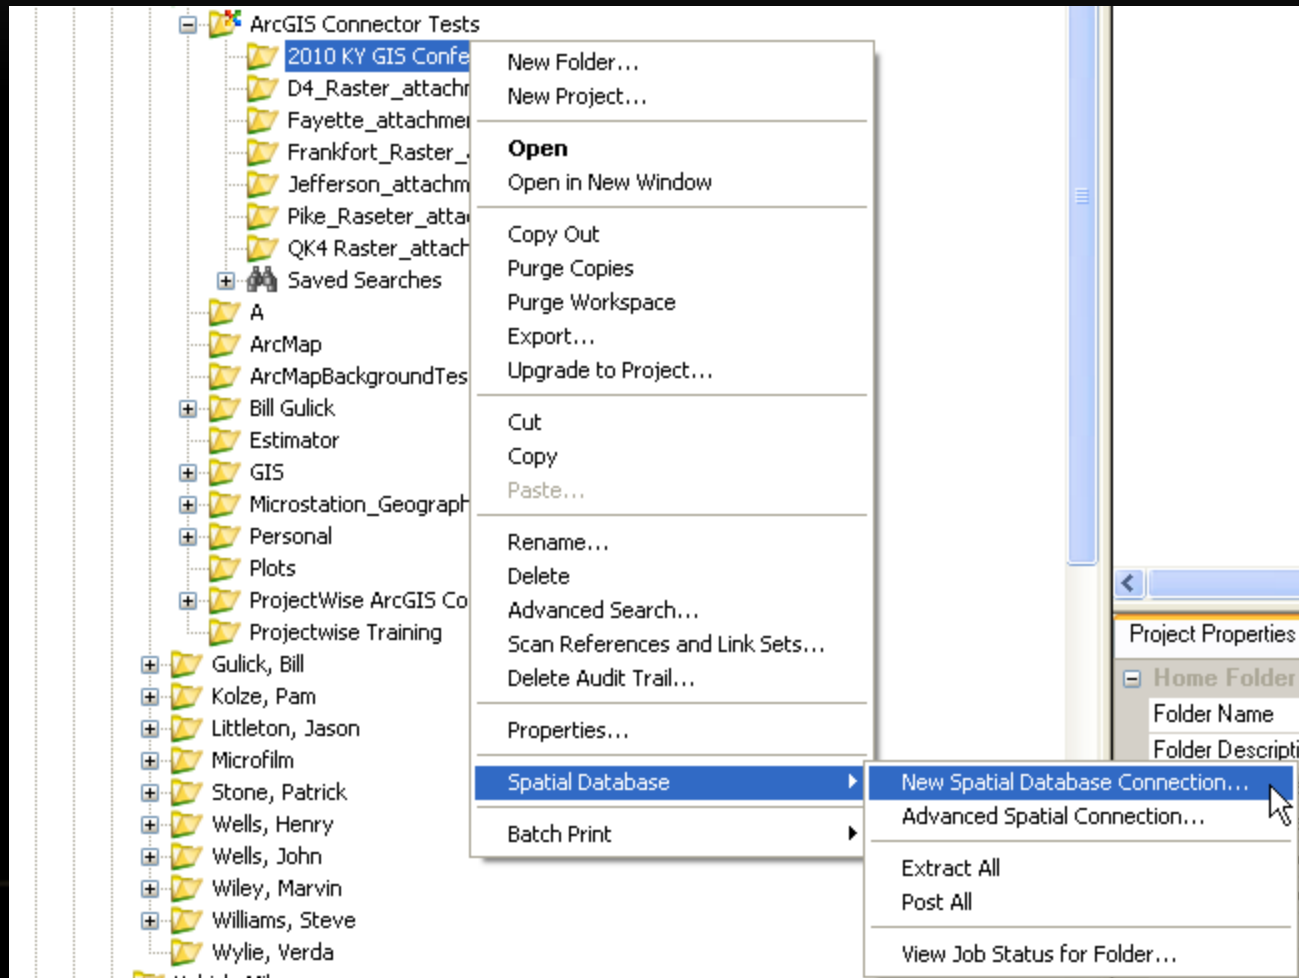 ArcGIS Connector Tests
2010 KY GIS Confe
D4_Raster_attach
Fayette_attachme
Frankfort_Raster_
Jefferson_attachm
Pike_Raseter_atta
QK4 Raster_attach
Saved Searches
A
ArcMap
ArcMapBackgroundTes
Bill Gulick
Estimator
GIS
Microstation_Geograph
Personal
Plots
ProjectWise ArcGIS Co
Projectwise Training
Gulick, Bill
Kolze, Pam
Littleton, Jason
Microfilm
Stone, Patrick
Wells, Henry
Wells, John
Wiley, Marvin
Williams, Steve
Wylie, Verda
New Folder...
New Project...
Open
Open in New Window
Copy Out
Purge Copies
Purge Workspace
Export...
Upgrade to Project...
Cut
Copy
Paste...
Rename...
Delete
Advanced Search...
Scan References and Link Sets...
Delete Audit Trail...
Properties...
Spatial Database
Batch Print
New Spatial Database Connection...
Advanced Spatial Connection...
Extract All
Post All
View Job Status for Folder...
Project Properties
Home Folder
Folder Name
Folder Descripti